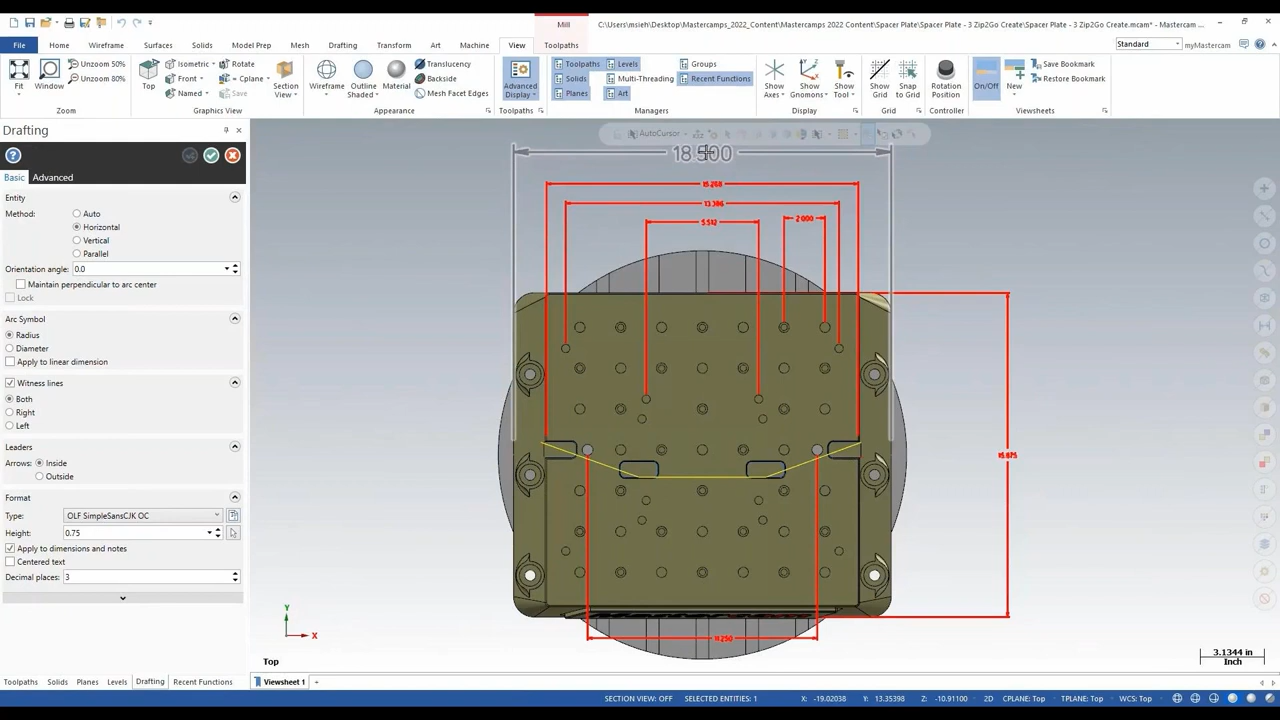 Mill
C:\Users\msieh\Desktop\Mastercamps_2022_Content\Mastercamps 2022 Content\Spacer Plate - 3 Zip2Go Create\Spacer Plate - 3 Zip2Go Create.mcam* - Mastercam ...
File Home Wireframe Surfaces Solids Model Prep Mesh Drafting Transform Art Machine View Toolpaths
Standard myMastercam
Fit Window Unzoom 50% Unzoom 80%
Zoom
Top Isometric Front Named Rotate = Cplane Save Section View
Graphics View
Wireframe Outline Shaded Material Translucency Backside Mesh Facet Edges
Appearance
Advanced Display
Toolpaths
Toolpaths Solids Planes Levels Multi-Threading Art Groups Recent Functions
Managers
Show Axes Show Gnomons Show Tool
Display
Show Grid Snap to Grid
Grid
Rotation Position
Controller
On/Off New Save Bookmark Restore Bookmark
Viewsheets
Drafting
Basic Advanced
Entity
Method: Auto
Horizontal
Vertical
Parallel
Orientation angle: 0.0
Maintain perpendicular to arc center
Lock
Arc Symbol
Radius
Diameter
Apply to linear dimension
Witness lines
Both
Right
Left
Leaders
Arrows: Inside
Outside
Format
Type: OLF SimpleSansCJK OC
Height: 0.75
Apply to dimensions and notes
Centered text
Decimal places: 3
AutoCursor
18.500
13.386
5.512
2.000
11.250
Y
X
Top
3.1344 in
Inch
Toolpaths Solids Planes Levels Drafting Recent Functions
Viewsheet 1 +
SECTION VIEW: OFF SELECTED ENTITIES: 1 X: -19.02038 Y: 13.35398 Z: -10.91100 2D CPLANE: Top TPLANE: Top WCS: Top